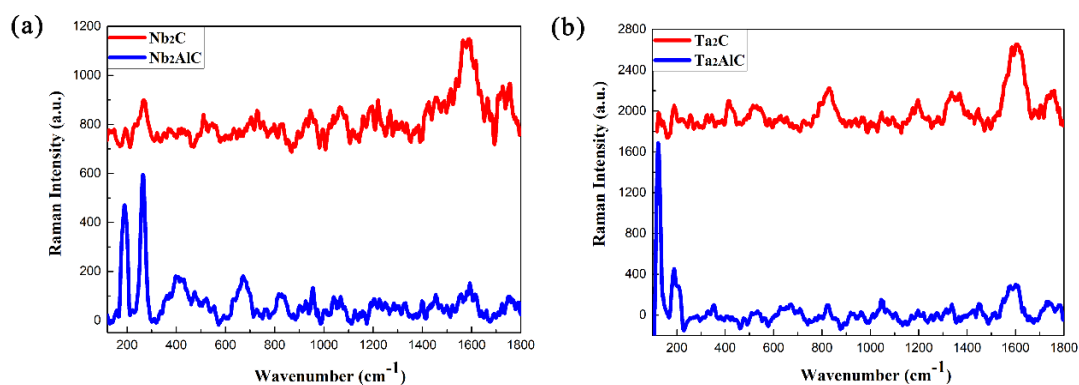 (a)
1200
1000
800
600
400
200
0
Raman Intensity (a.u.)
Nb₂C
Nb₂AlC
200 400 600 800 1000 1200 1400 1600 1800
Wavenumber (cm⁻¹)
(b)
2800
2400
2000
1600
1200
800
400
0
Raman Intensity (a.u.)
Ta₂C
Ta₂AlC
200 400 600 800 1000 1200 1400 1600 1800
Wavenumber (cm⁻¹)